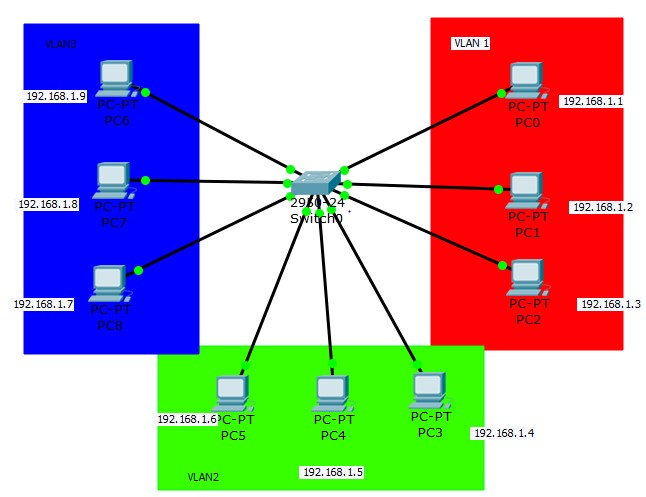 VLAN3
VLAN 1
192.168.1.9
PC-PT
PC6
PC-PT
PC0
192.168.1.1
192.168.1.8
PC-PT
PC7
2950-24
Switch0
PC-PT
PC1
192.168.1.2
192.168.1.7
PC-PT
PC8
PC-PT
PC2
192.168.1.3
192.168.1.6
PC-PT
PC5
PC-PT
PC4
PC-PT
PC3
192.168.1.4
VLAN2
192.168.1.5